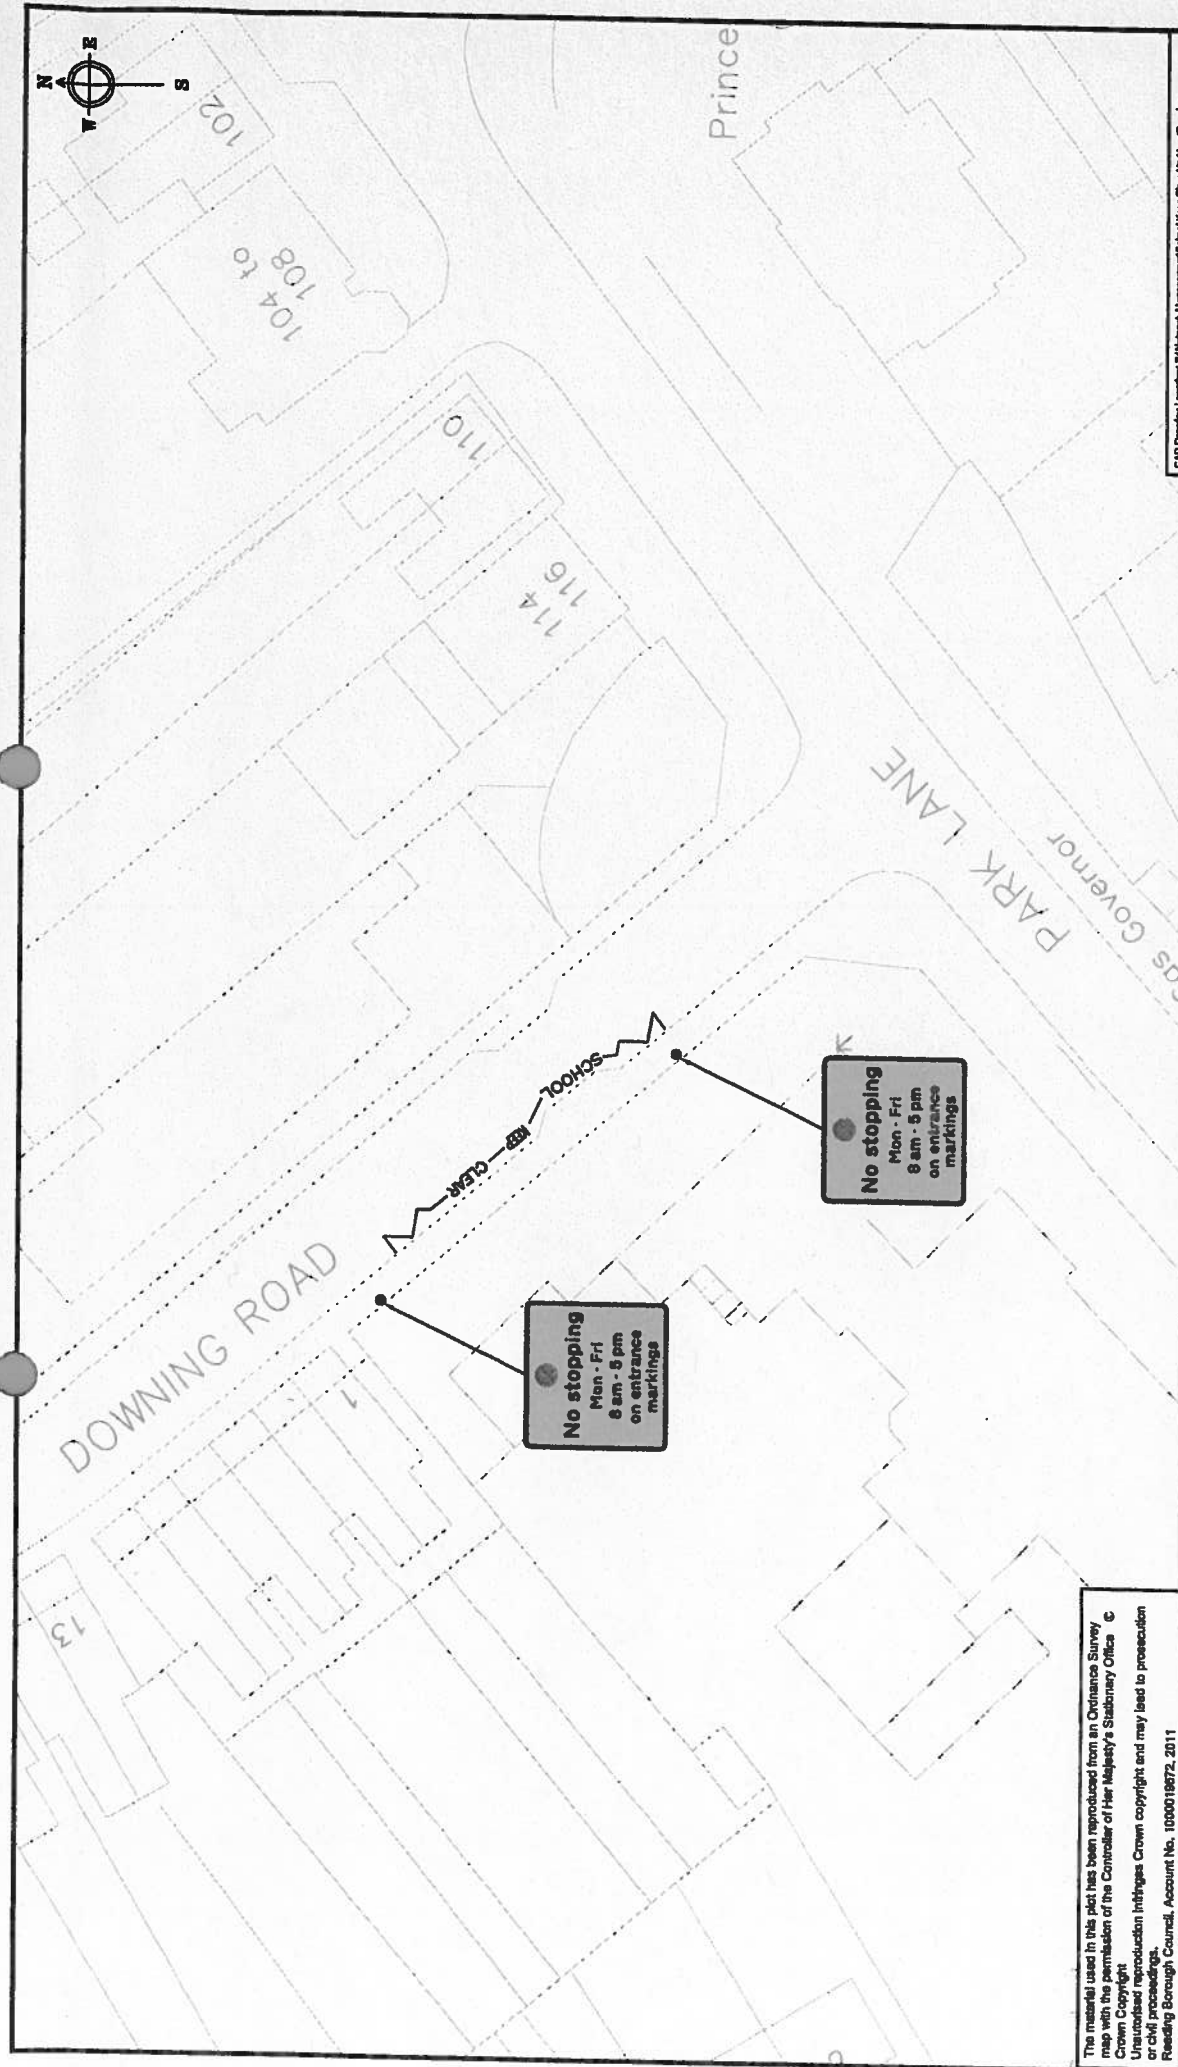 N
W
E
S
102
104 to
108
110
114
116
Prince
PARK LANE
Gas Governor
DOWNING ROAD
1
13
SCHOOL
KEEP
CLEAR
No stopping
Mon - Fri
8 am - 5 pm
on entrance
markings
No stopping
Mon - Fri
8 am - 5 pm
on entrance
markings
The material used in this plot has been reproduced from an Ordnance Survey
map with the permission of the Controller of Her Majesty's Stationary Office ©
Crown Copyright
Unauthorised reproduction infringes Crown copyright and may lead to prosecution
or civil proceedings.
Reading Borough Council. Account No. 1000019672, 2011